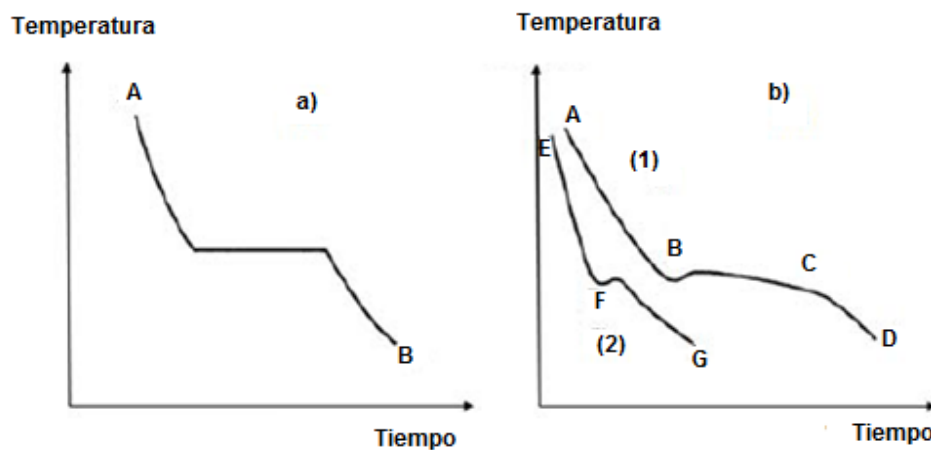 Temperatura
A
a)
B
Tiempo
Temperatura
b)
A
E
(1)
B
C
F
(2)
G
D
Tiempo